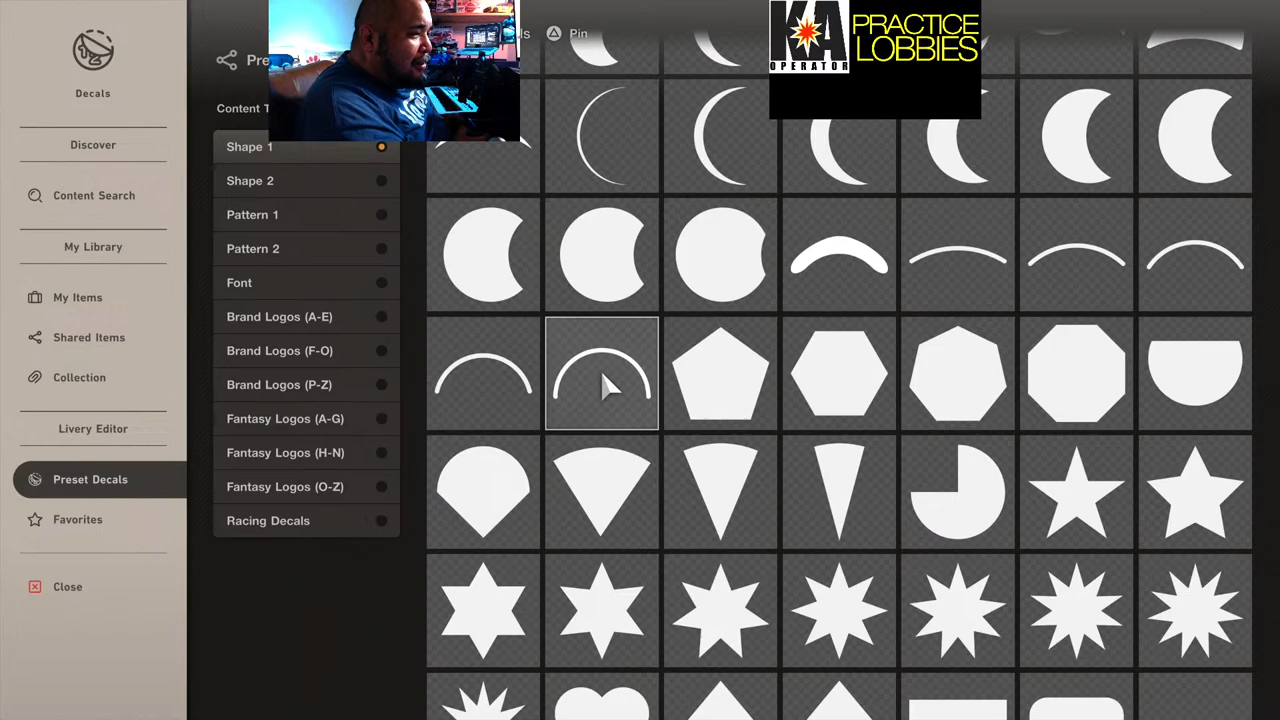 Decals
Discover
Content Search
My Library
My Items
Shared Items
Collection
Livery Editor
Preset Decals
Favorites
Close
Pin
Shape 1
Shape 2
Pattern 1
Pattern 2
Font
Brand Logos (A-E)
Brand Logos (F-O)
Brand Logos (P-Z)
Fantasy Logos (A-G)
Fantasy Logos (H-N)
Fantasy Logos (O-Z)
Racing Decals
KA
OPERATOR
PRACTICE
LOBBIES